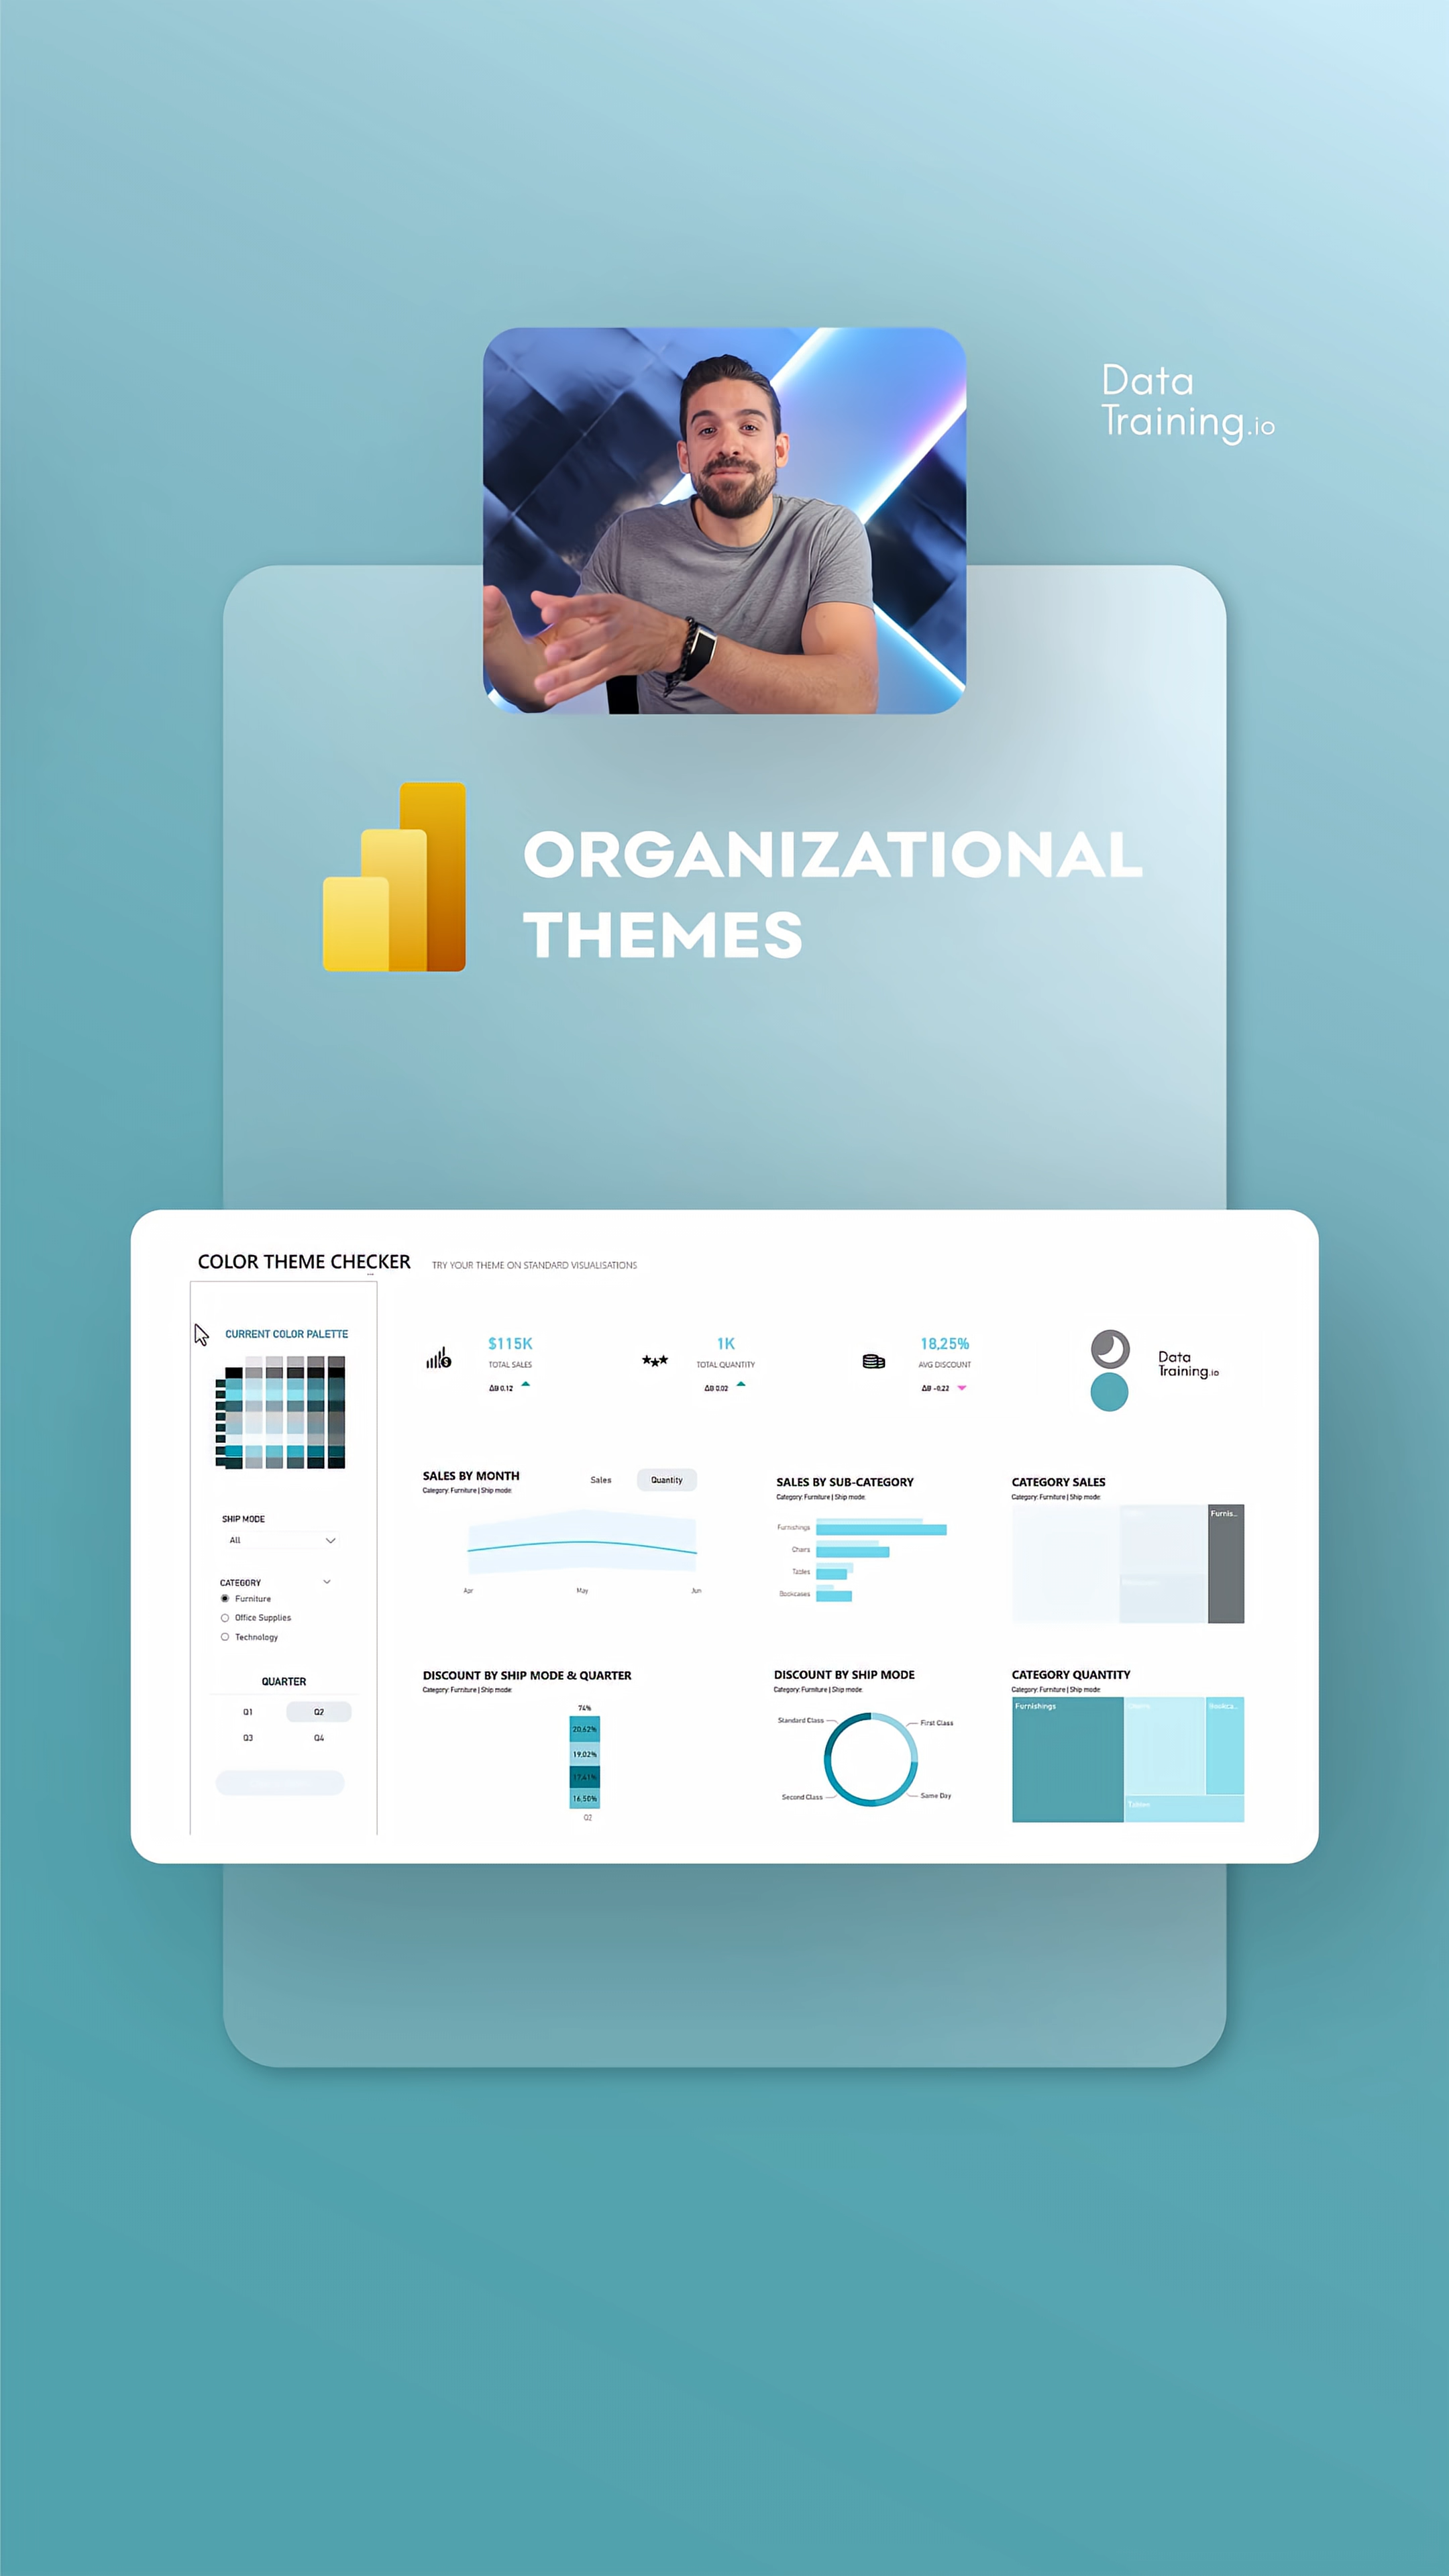 Data
Training.io
ORGANIZATIONAL
THEMES
COLOR THEME CHECKER
TRY YOUR THEME ON STANDARD VISUALISATIONS
CURRENT COLOR PALETTE
SHIP MODE
All
CATEGORY
Furniture
Office Supplies
Technology
QUARTER
Q1
Q2
Q3
Q4
$115K
TOTAL SALES
1K
TOTAL QUANTITY
18,25%
AVG DISCOUNT
Data
Training.io
SALES BY MONTH
Category: Furniture | Ship mode:
Sales
Quantity
Apr
May
Jun
SALES BY SUB-CATEGORY
Category: Furniture | Ship mode:
Furnishings
Chairs
Tables
Bookcases
CATEGORY SALES
Category: Furniture | Ship mode:
Furnis...
DISCOUNT BY SHIP MODE & QUARTER
Category: Furniture | Ship mode:
74%
20,62%
19,02%
17,41%
16,50%
Q2
DISCOUNT BY SHIP MODE
Category: Furniture | Ship mode:
Standard Class
First Class
Second Class
Same Day
CATEGORY QUANTITY
Category: Furniture | Ship mode:
Furnishings
Bookca...
Tables